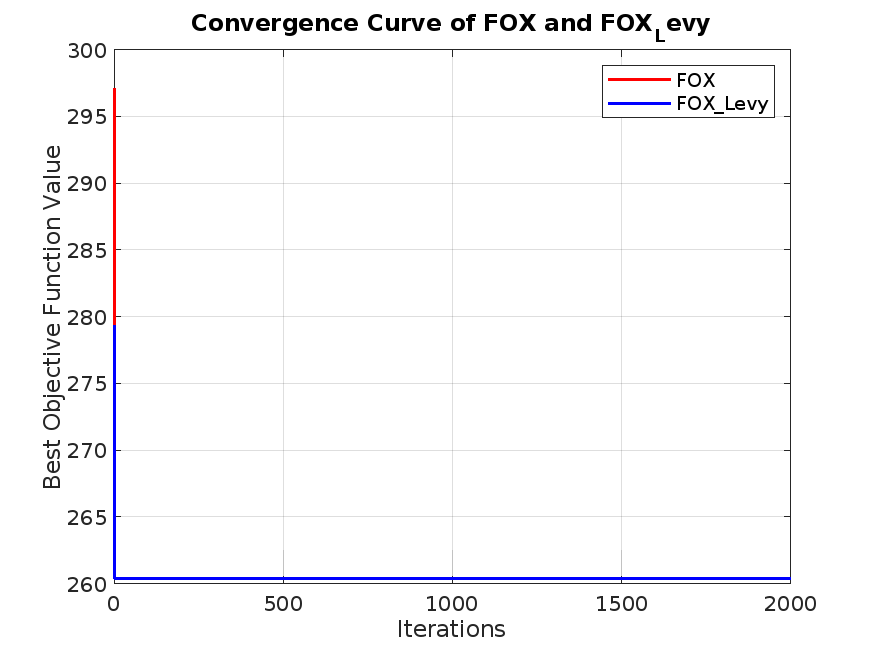 Convergence Curve of FOX and FOX_Levy
FOX
FOX_Levy
Best Objective Function Value
300
295
290
285
280
275
270
265
260
0 500 1000 1500 2000
Iterations